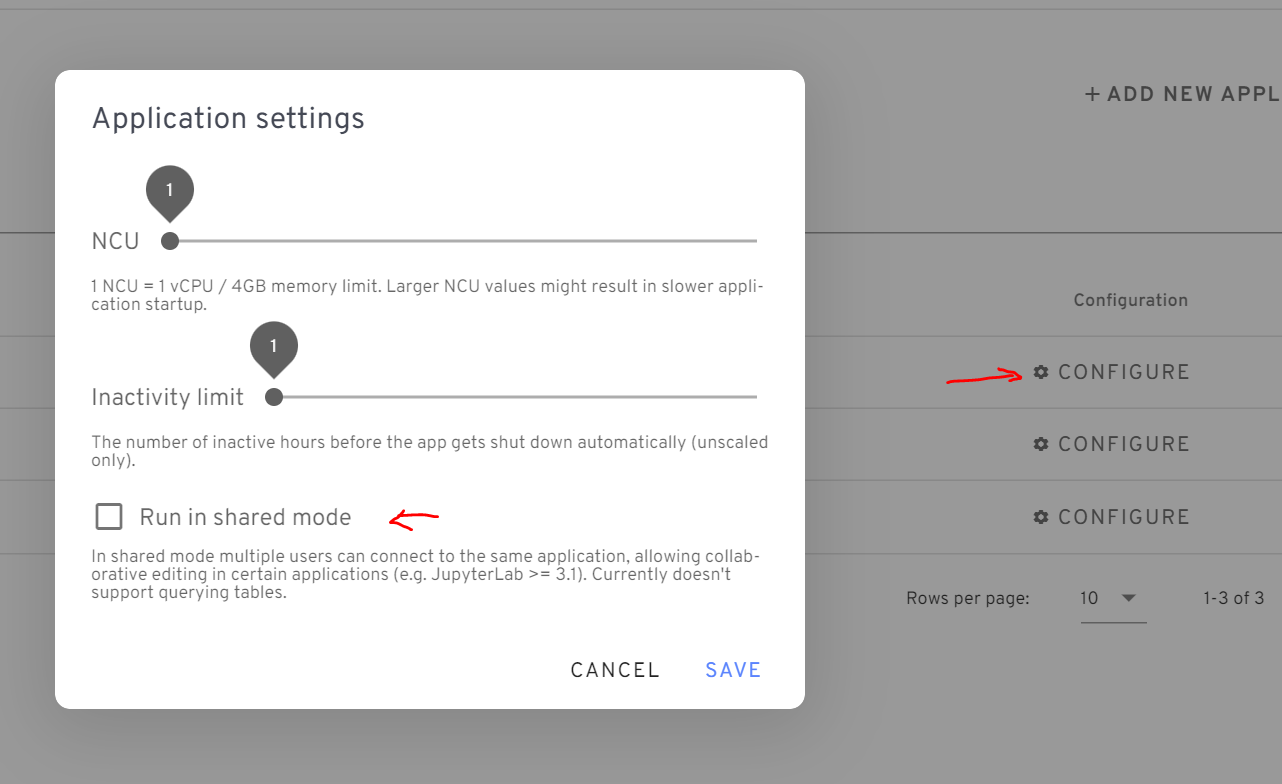 + ADD NEW APPL
Application settings
1
NCU
1 NCU = 1 vCPU / 4GB memory limit. Larger NCU values might result in slower appli-
cation startup.
1
Inactivity limit
The number of inactive hours before the app gets shut down automatically (unscaled
only).
Run in shared mode
In shared mode multiple users can connect to the same application, allowing collab-
orative editing in certain applications (e.g. JupyterLab >= 3.1). Currently doesn't
support querying tables.
CANCEL SAVE
Configuration
CONFIGURE
CONFIGURE
CONFIGURE
Rows per page: 10 1-3 of 3